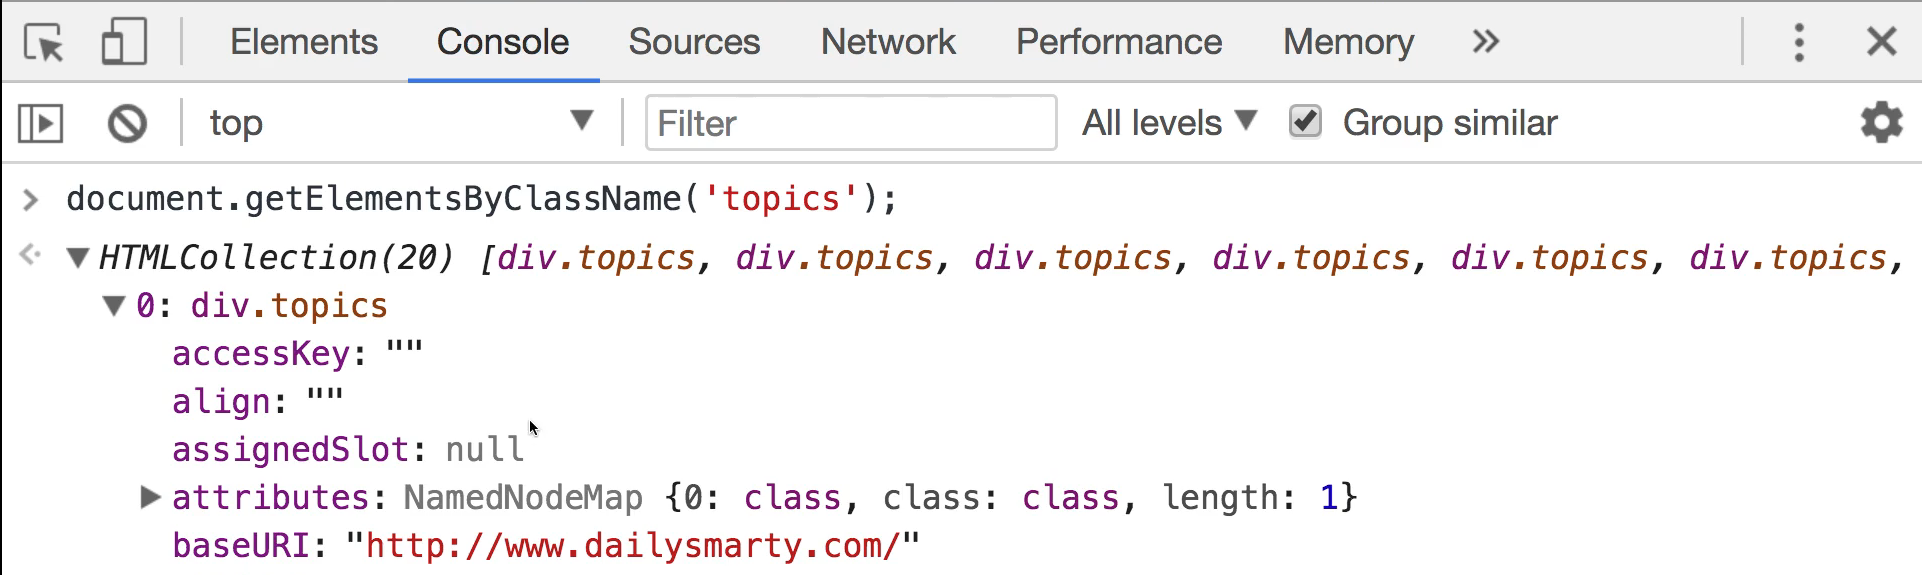 Elements Console Sources Network Performance Memory
top Filter All levels Group similar
document.getElementsByClassName('topics');
HTMLCollection(20) [div.topics, div.topics, div.topics, div.topics, div.topics, div.topics,
0: div.topics
accessKey: ""
align: ""
assignedSlot: null
attributes: NamedNodeMap {0: class, class: class, length: 1}
baseURI: "http://www.dailysmarty.com/"